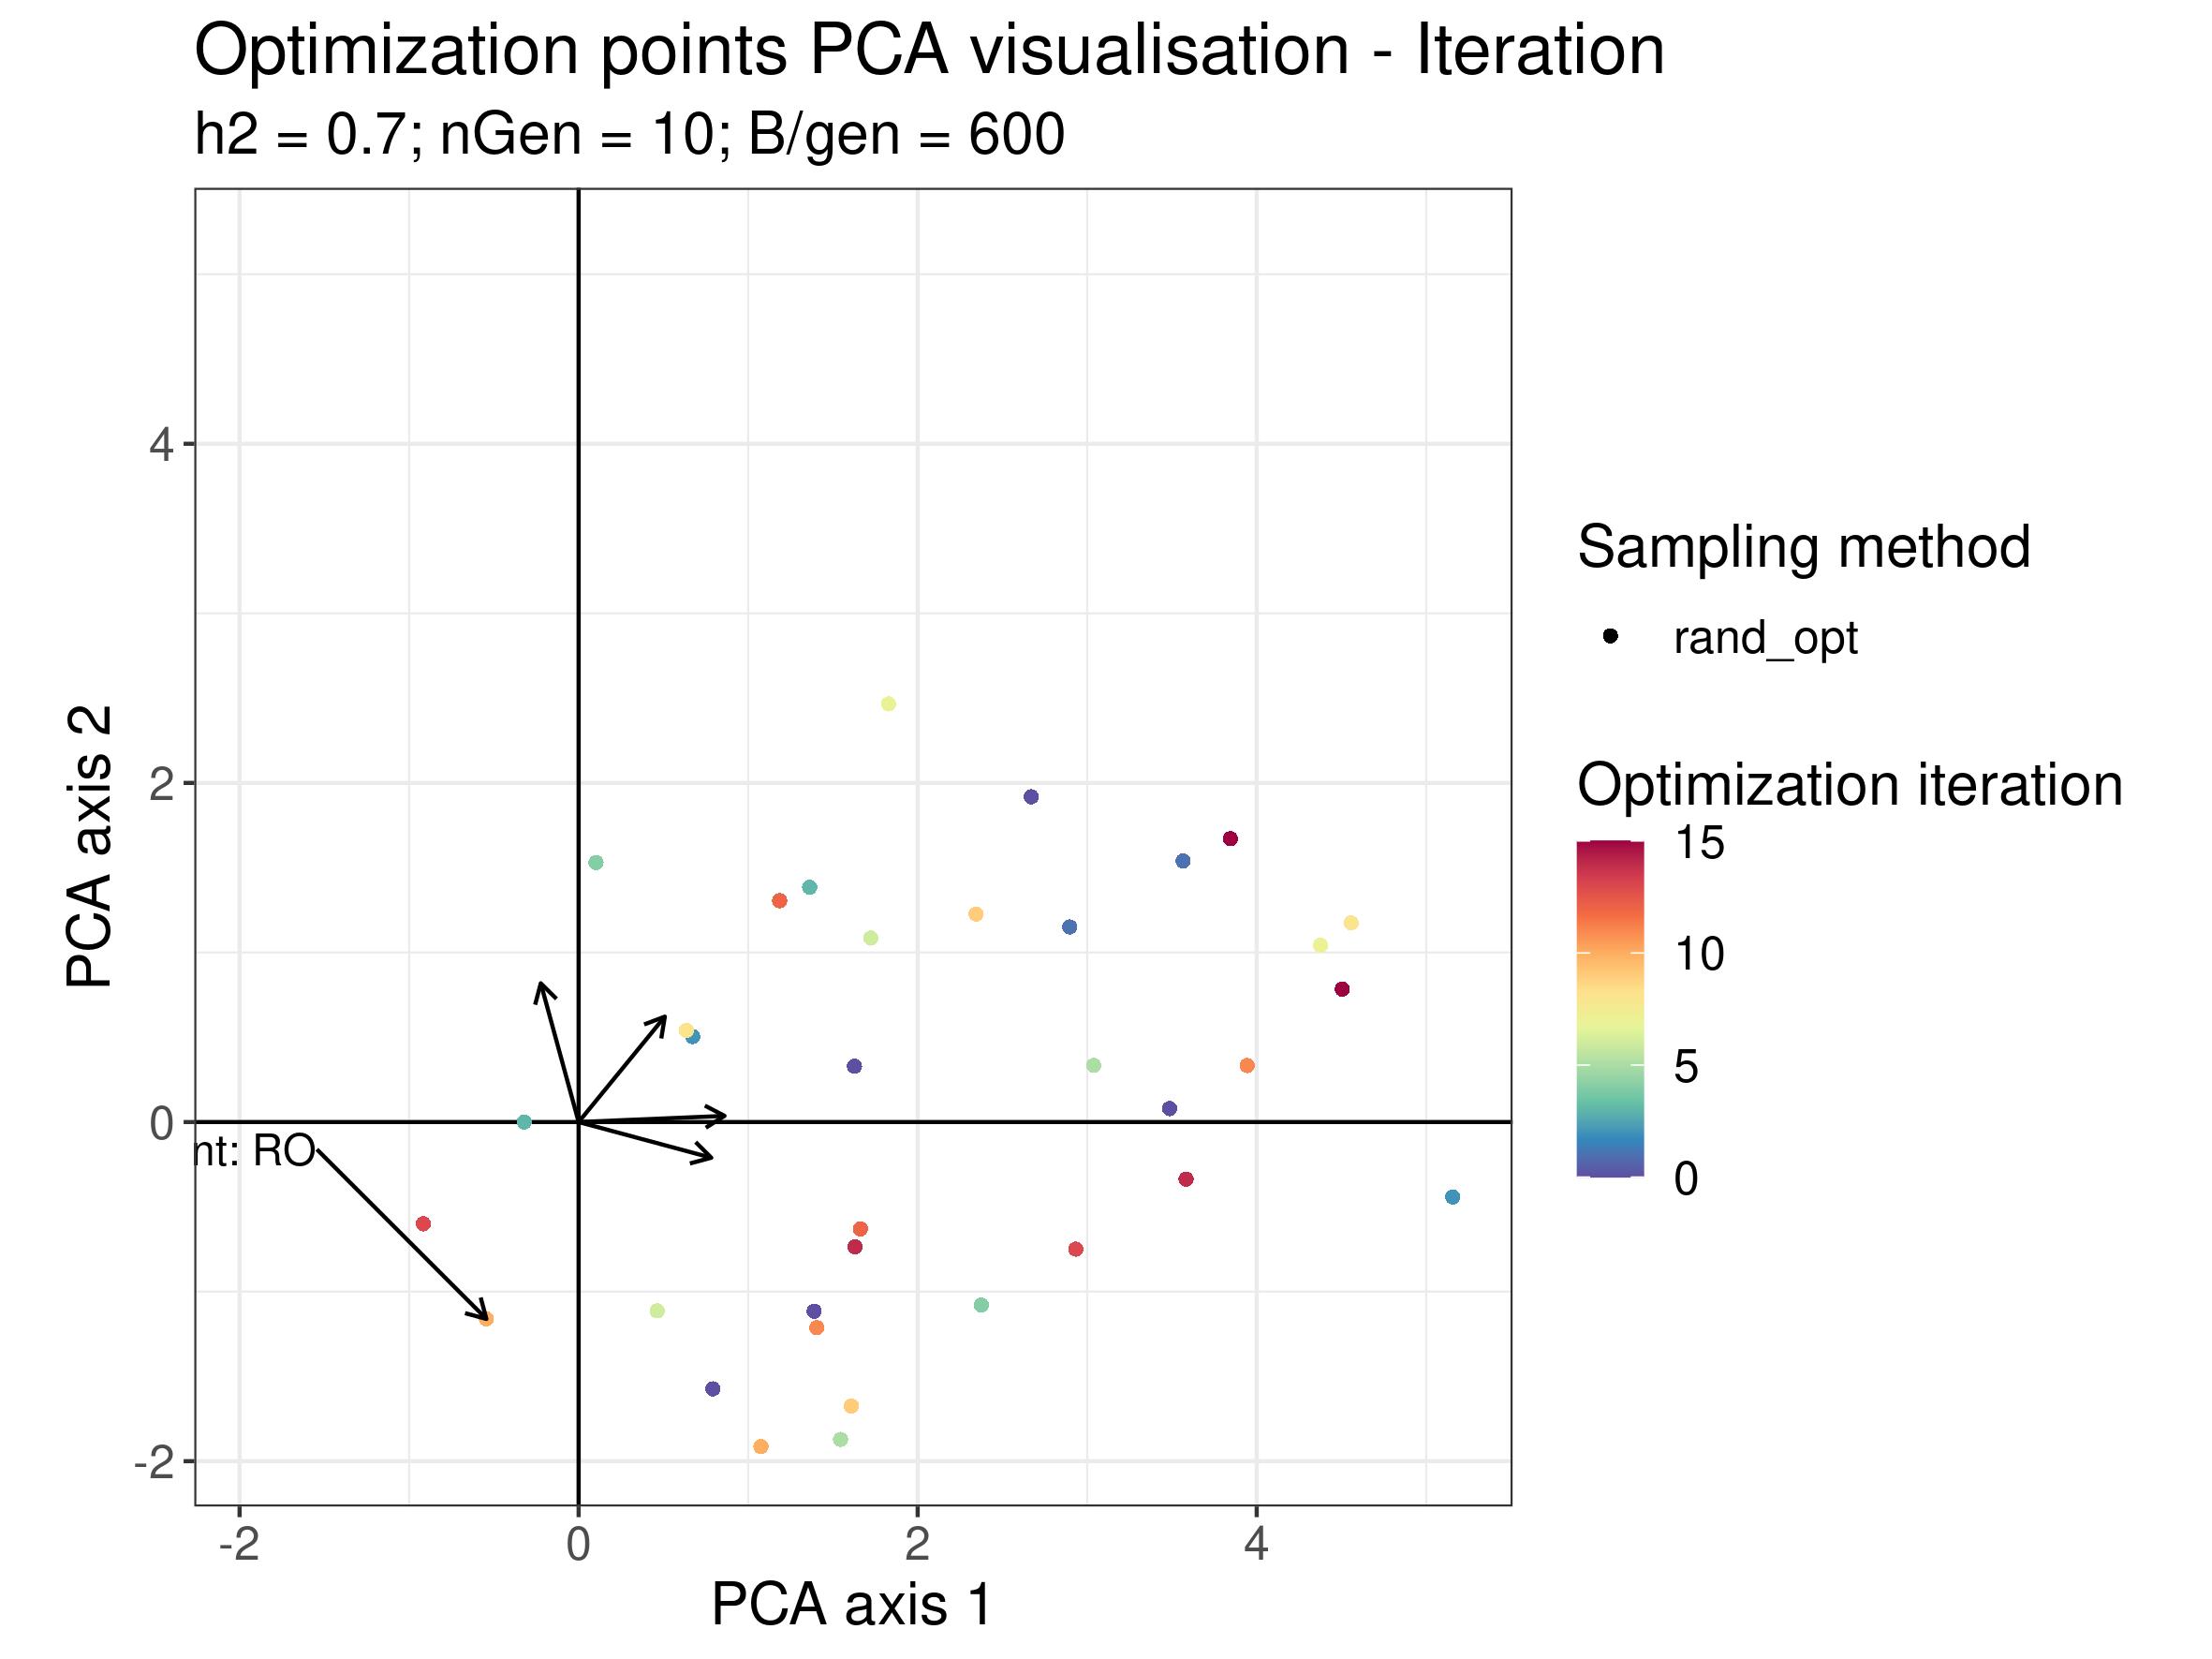 Optimization points PCA visualisation - Iteration
h2 = 0.7; nGen = 10; B/gen = 600
PCA axis 2
4
2
0
-2
nt: RO
-2
0
2
4
PCA axis 1
Sampling method
rand_opt
Optimization iteration
15
10
5
0